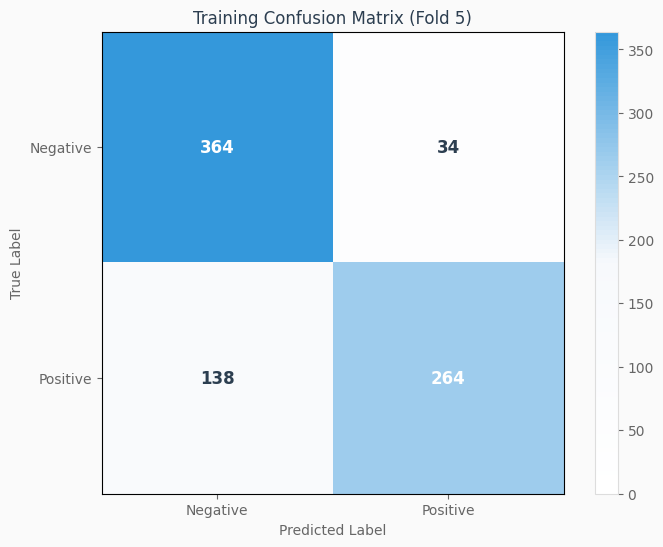 Training Confusion Matrix (Fold 5)
True Label
Negative
Positive
364
34
138
264
Negative
Positive
Predicted Label
350
300
250
200
150
100
50
0